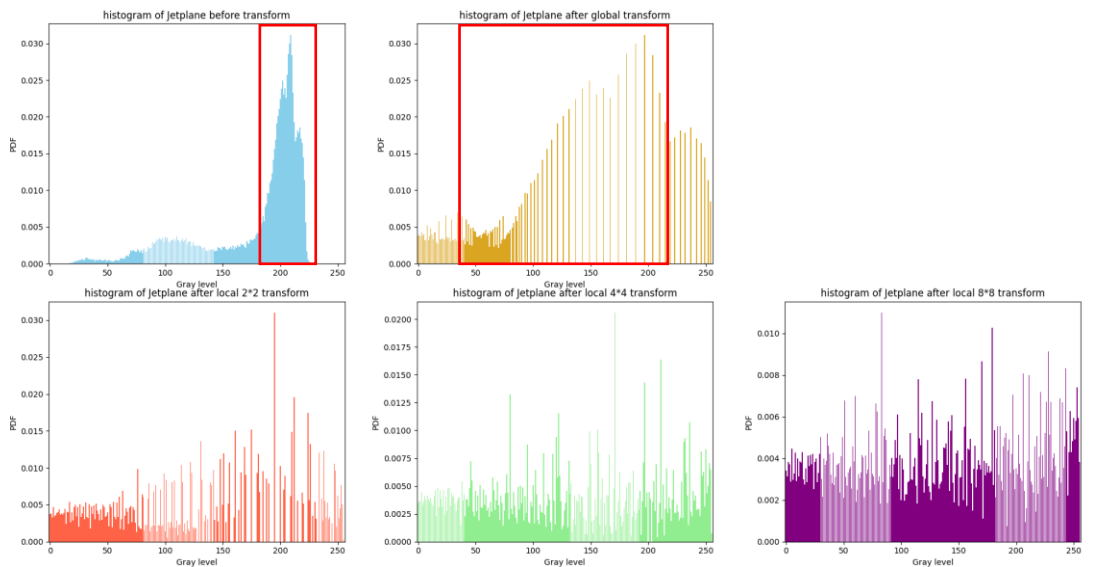 histogram of Jetplane before transform
PDF
0.030
0.025
0.020
0.015
0.010
0.005
0.000
0 50 100 150 200 250
Gray level
histogram of Jetplane after global transform
PDF
0.030
0.025
0.020
0.015
0.010
0.005
0.000
0 50 100 150 200 250
Gray level
histogram of Jetplane after local 2*2 transform
PDF
0.030
0.025
0.020
0.015
0.010
0.005
0.000
0 50 100 150 200 250
Gray level
histogram of Jetplane after local 4*4 transform
PDF
0.0200
0.0175
0.0150
0.0125
0.0100
0.0075
0.0050
0.0025
0.0000
0 50 100 150 200 250
Gray level
histogram of Jetplane after local 8*8 transform
PDF
0.010
0.008
0.006
0.004
0.002
0.000
0 50 100 150 200 250
Gray level